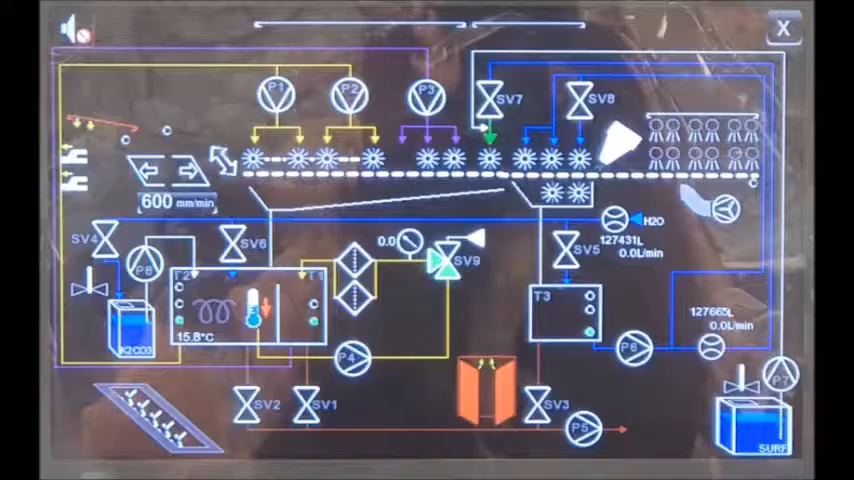 X
P1
P2
P3
SV7
SV8
600 mm/min
SV4
SV6
P8
0.0
SV9
H2O
127431L
0.0L/min
SV5
T2
T1
T3
15.8°C
K2CO3
127665L
0.0L/min
P4
P6
P7
SV2
SV1
SV3
P5
SURF